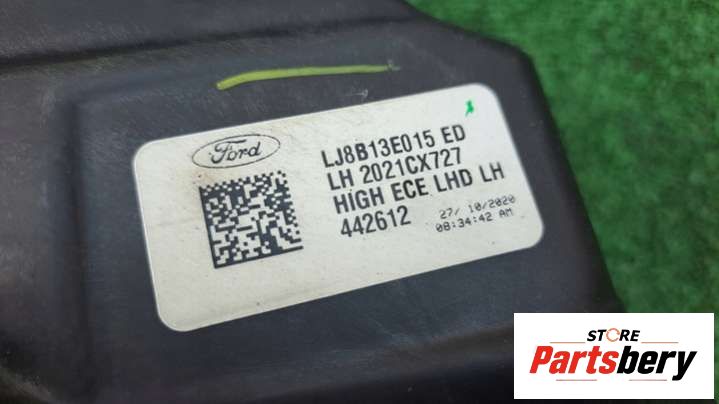 Ford
LJ8B13E015 ED
LH 2021CX727
HIGH ECE LHD LH
442612
27/ 10/2020
08:34:42 AM
STORE
Partsbery